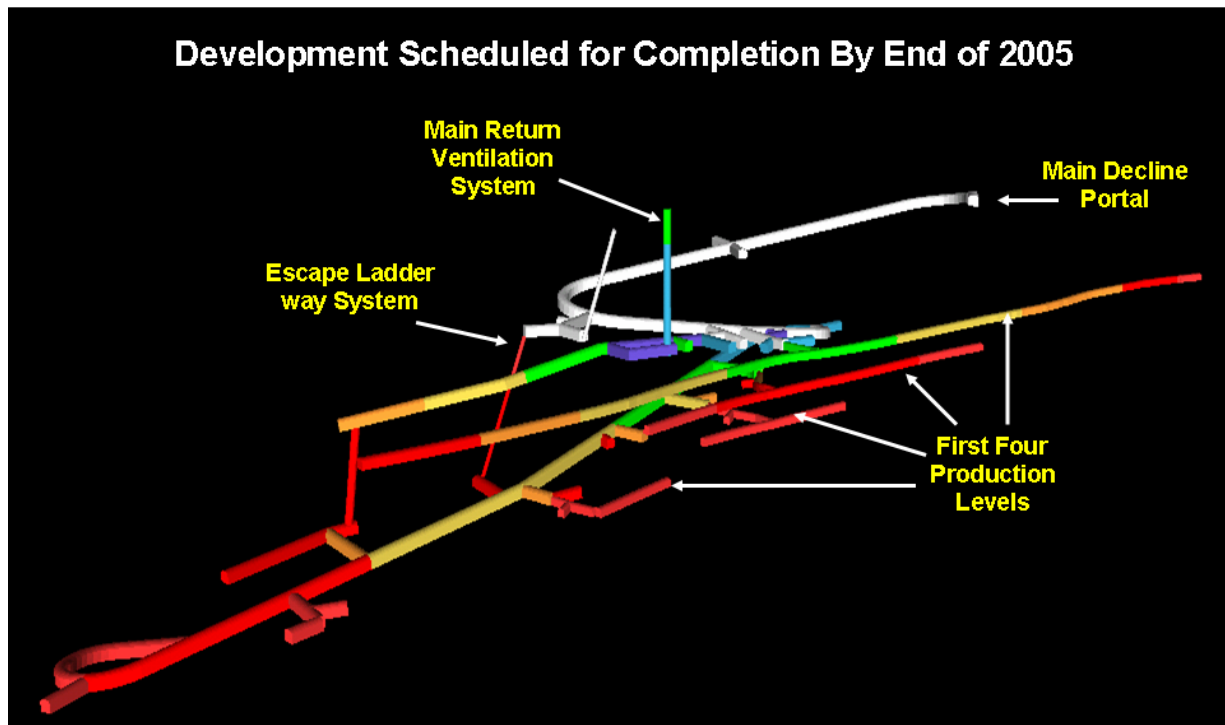 Development Scheduled for Completion By End of 2005
Main Return
Ventilation
System
Main Decline
Portal
Escape Ladder
way System
First Four
Production
Levels